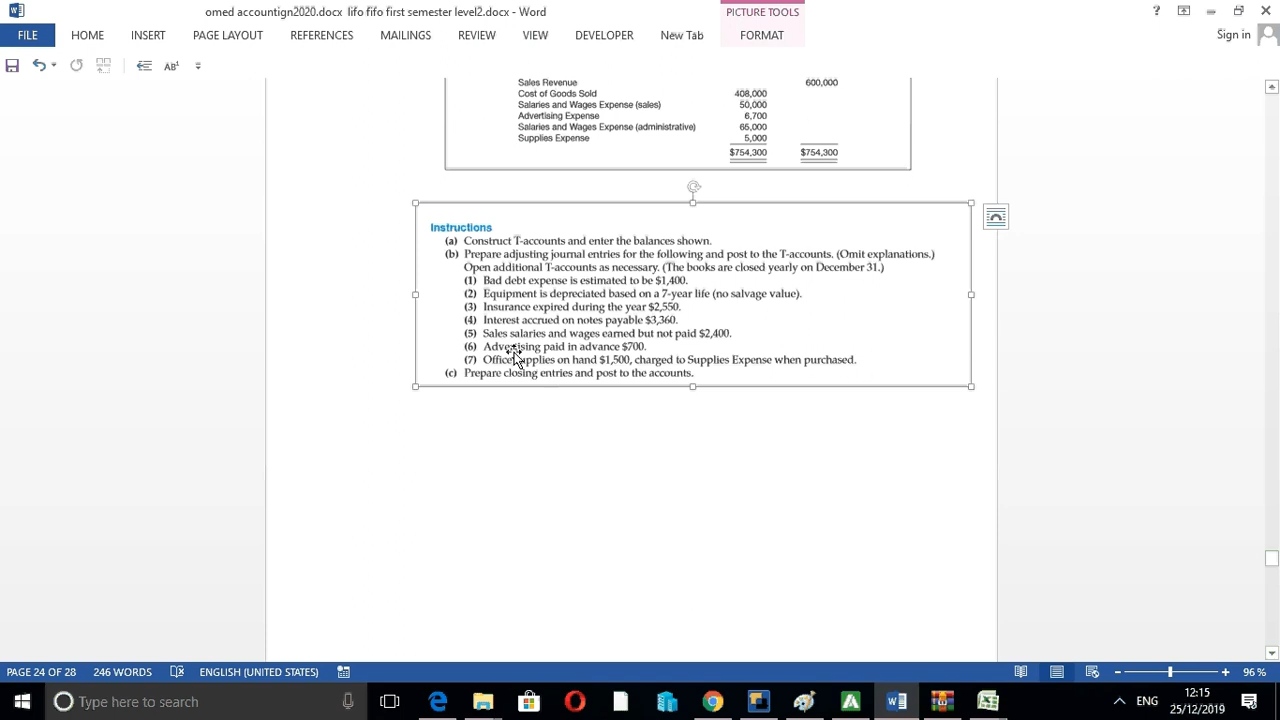 omed accountign2020.docx lifo fifo first semester level2.docx - Word
PICTURE TOOLS
FILE HOME INSERT PAGE LAYOUT REFERENCES MAILINGS REVIEW VIEW DEVELOPER New Tab FORMAT Sign in
AB¹
Sales Revenue 600,000
Cost of Goods Sold 408,000
Salaries and Wages Expense (sales) 50,000
Advertising Expense 6,700
Salaries and Wages Expense (administrative) 65,000
Supplies Expense 5,000
$754,300 $754,300
Instructions
(a) Construct T-accounts and enter the balances shown.
(b) Prepare adjusting journal entries for the following and post to the T-accounts. (Omit explanations.)
Open additional T-accounts as necessary. (The books are closed yearly on December 31.)
(1) Bad debt expense is estimated to be $1,400.
(2) Equipment is depreciated based on a 7-year life (no salvage value).
(3) Insurance expired during the year $2,550.
(4) Interest accrued on notes payable $3,360.
(5) Sales salaries and wages earned but not paid $2,400.
(6) Advertising paid in advance $700.
(7) Office supplies on hand $1,500, charged to Supplies Expense when purchased.
(c) Prepare closing entries and post to the accounts.
PAGE 24 OF 28 246 WORDS ENGLISH (UNITED STATES) 96 %
Type here to search
ENG
12:15
25/12/2019